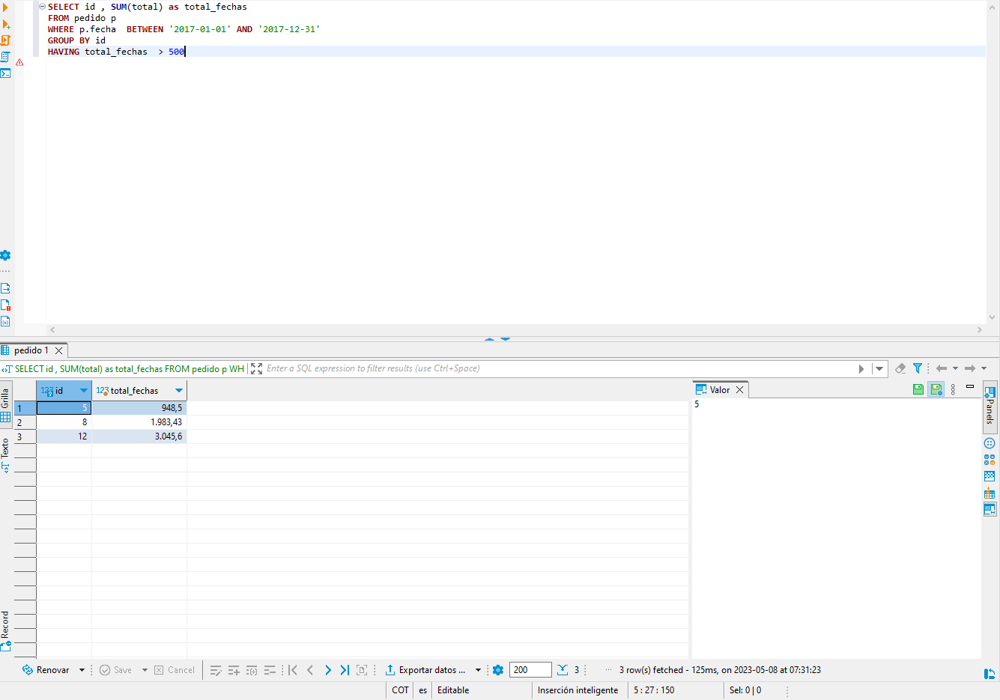 SELECT id , SUM(total) as total_fechas
FROM pedido p
WHERE p.fecha  BETWEEN '2017-01-01' AND '2017-12-31'
GROUP BY id
HAVING total_fechas  > 500
pedido 1
SELECT id , SUM(total) as total_fechas FROM pedido p WH
Enter a SQL expression to filter results (use Ctrl+Space)
Grilla
Texto
Record
123 id
123 total_fechas
1 5 948,5
2 8 1.983,43
3 12 3.045,6
Valor
5
Panels
Renovar
Save
Cancel
Exportar datos ...
200
3
3 row(s) fetched - 125ms, on 2023-05-08 at 07:31:23
COT
es
Editable
Inserción inteligente
5 : 27 : 150
Sel: 0 | 0